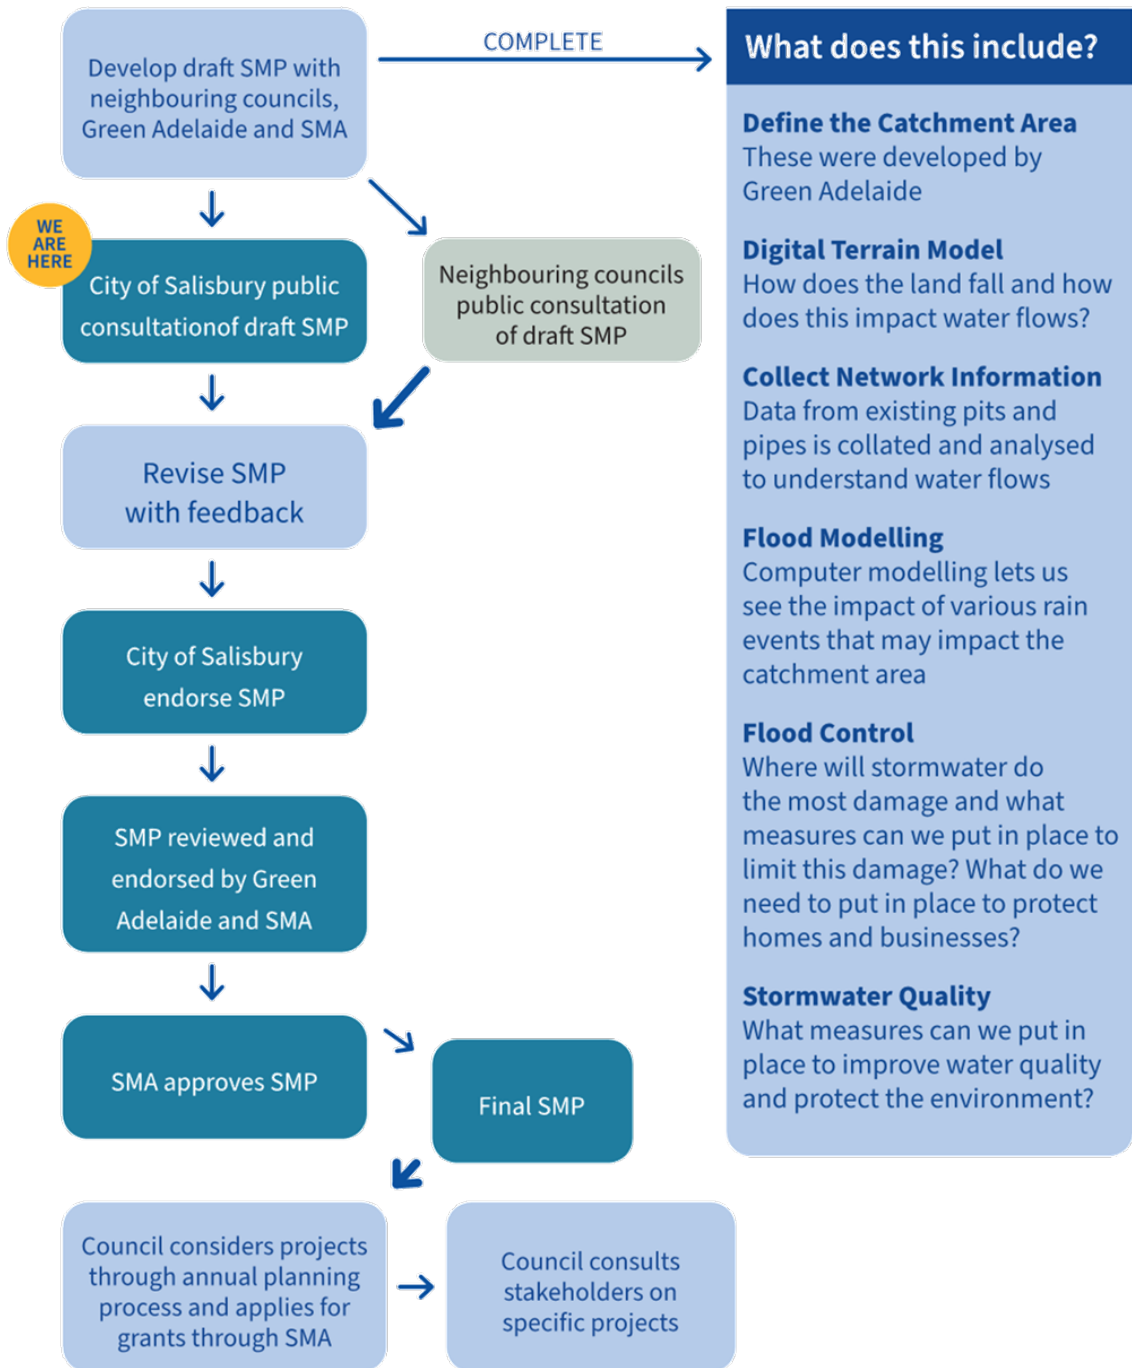 Develop draft SMP with
neighbouring councils,
Green Adelaide and SMA
COMPLETE
WE
ARE
HERE
City of Salisbury public
consultationof draft SMP
Neighbouring councils
public consultation
of draft SMP
Revise SMP
with feedback
City of Salisbury
endorse SMP
SMP reviewed and
endorsed by Green
Adelaide and SMA
SMA approves SMP
Final SMP
Council considers projects
through annual planning
process and applies for
grants through SMA
Council consults
stakeholders on
specific projects
What does this include?
Define the Catchment Area
These were developed by
Green Adelaide
Digital Terrain Model
How does the land fall and how
does this impact water flows?
Collect Network Information
Data from existing pits and
pipes is collated and analysed
to understand water flows
Flood Modelling
Computer modelling lets us
see the impact of various rain
events that may impact the
catchment area
Flood Control
Where will stormwater do
the most damage and what
measures can we put in place to
limit this damage? What do we
need to put in place to protect
homes and businesses?
Stormwater Quality
What measures can we put in
place to improve water quality
and protect the environment?